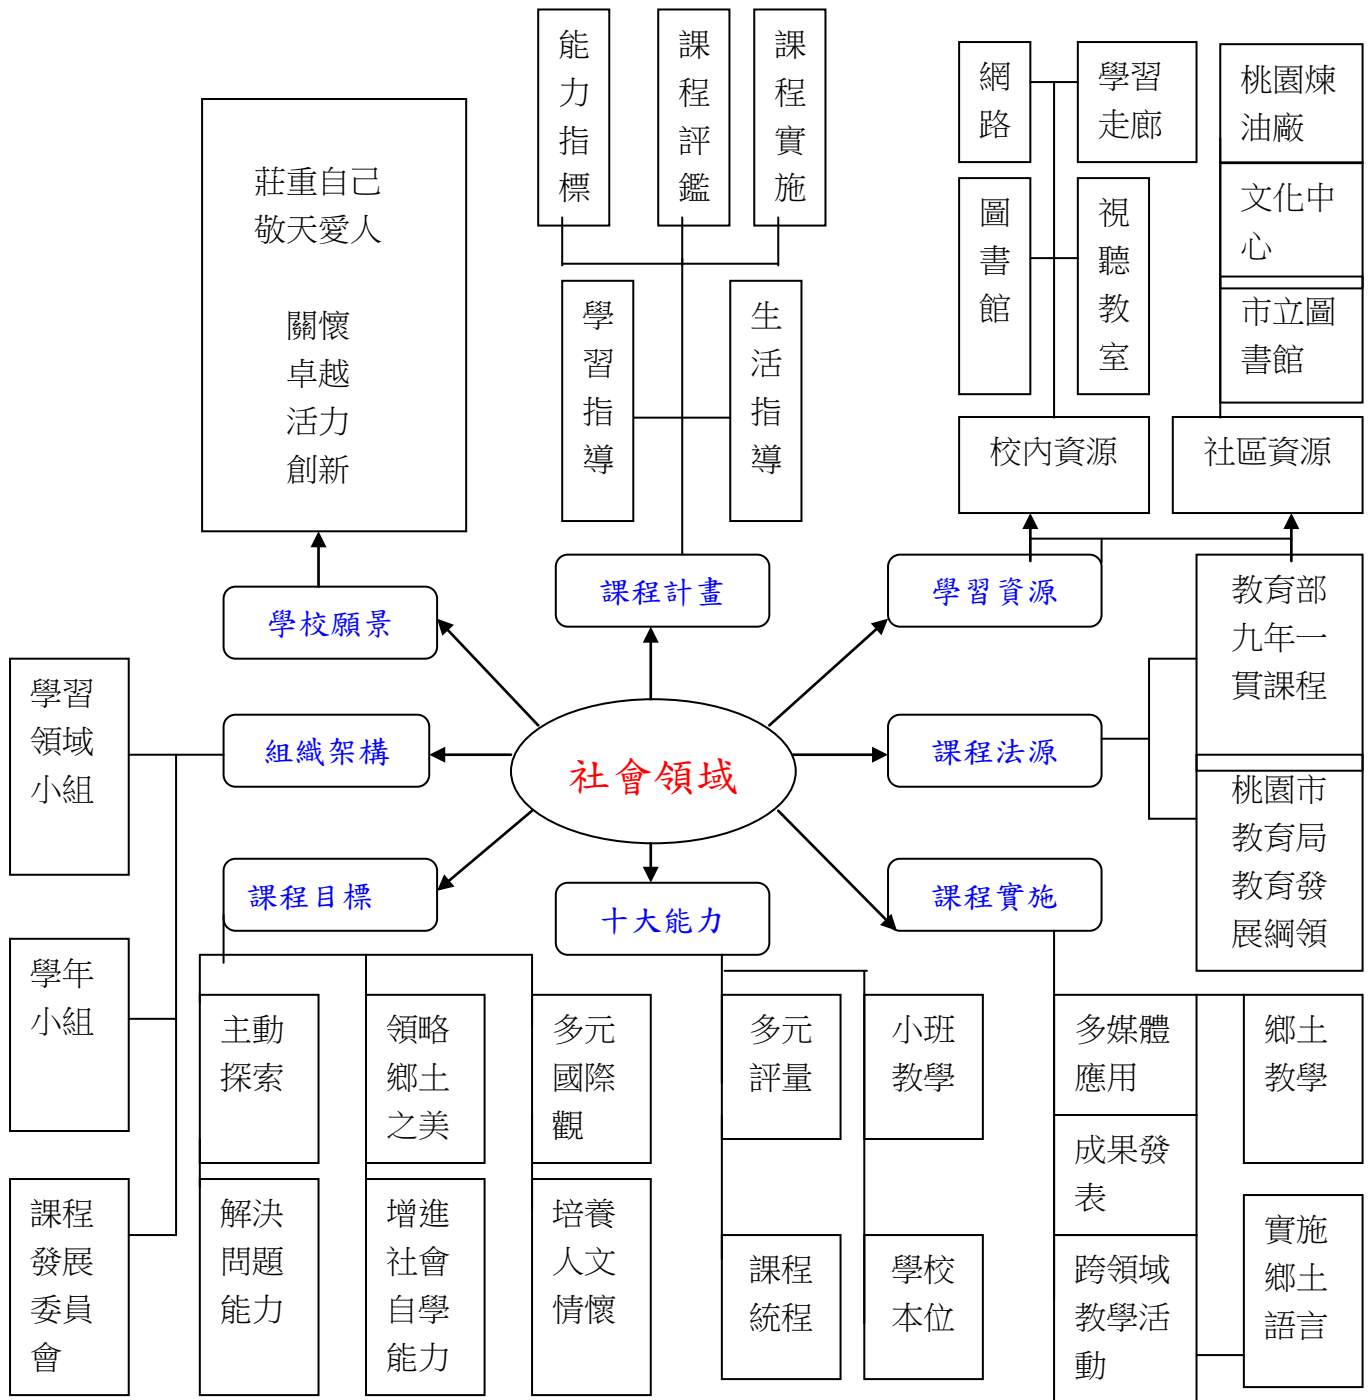 能力指標
課程評鑑
課程實施
網路
學習
走廊
桃園煉
油廠
莊重自己
敬天愛人
關懷
卓越
活力
創新
圖書館
視聽教室
文化中
心
市立圖
書館
學習指導
生活指導
校內資源
社區資源
學校願景
課程計畫
學習資源
教育部
九年一
貫課程
學習
領域
小組
組織架構
社會領域
課程法源
桃園市
教育局
教育發
展綱領
課程目標
十大能力
課程實施
學年
小組
主動
探索
領略
鄉土
之美
多元
國際
觀
多元
評量
小班
教學
多媒體
應用
鄉土
教學
成果發
表
課程
發展
委員
會
解決
問題
能力
增進
社會
自學
能力
培養
人文
情懷
課程
統程
學校
本位
跨領域
教學活
動
實施
鄉土
語言